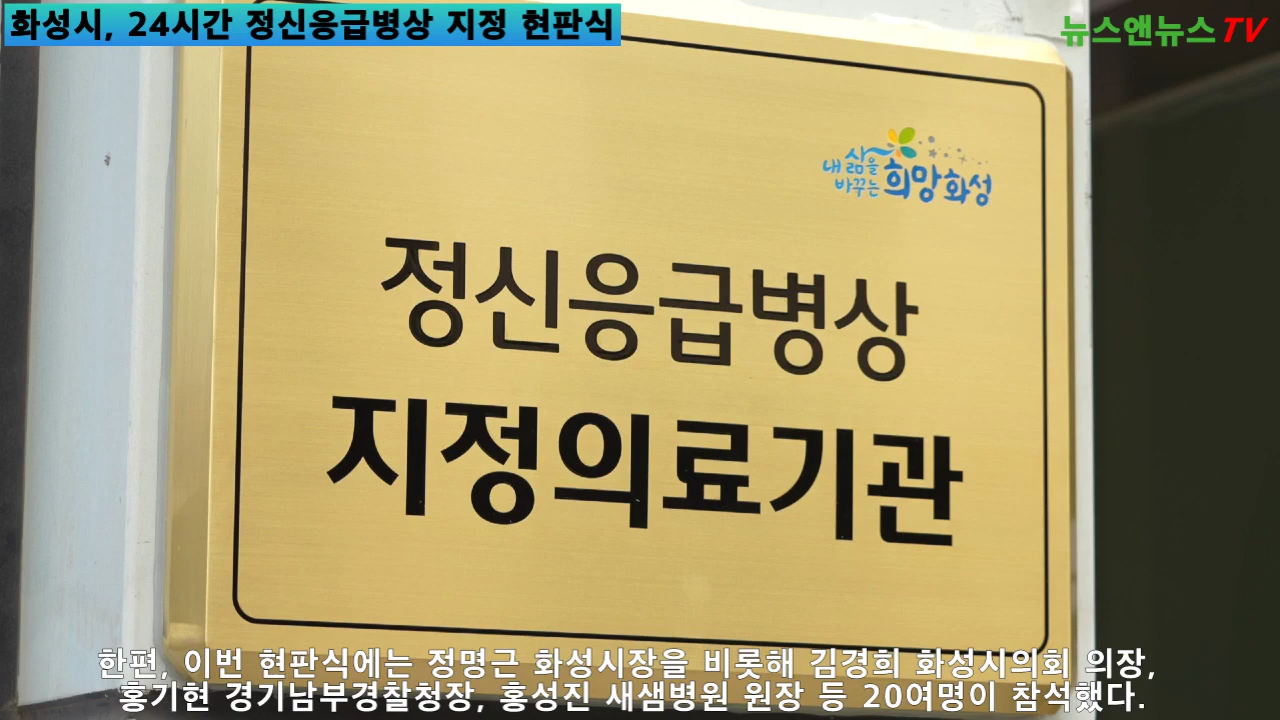 화성시, 24시간 정신응급병상 지정 현판식
뉴스앤뉴스TV
내 삶을
바꾸는 희망화성
정신응급병상
지정의료기관
한편, 이번 현판식에는 정명근 화성시장을 비롯해 김경희 화성시의회 의장,
홍기현 경기남부경찰청장, 홍성진 새샘병원 원장 등 20여명이 참석했다.